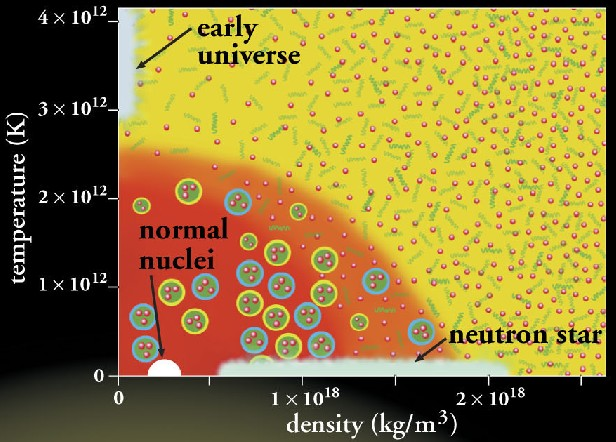 4 × 10¹²
early
universe
3 × 10¹²
temperature (K)
2 × 10¹²
normal
nuclei
1 × 10¹²
neutron star
0
0
1 × 10¹⁸
2 × 10¹⁸
density (kg/m³)